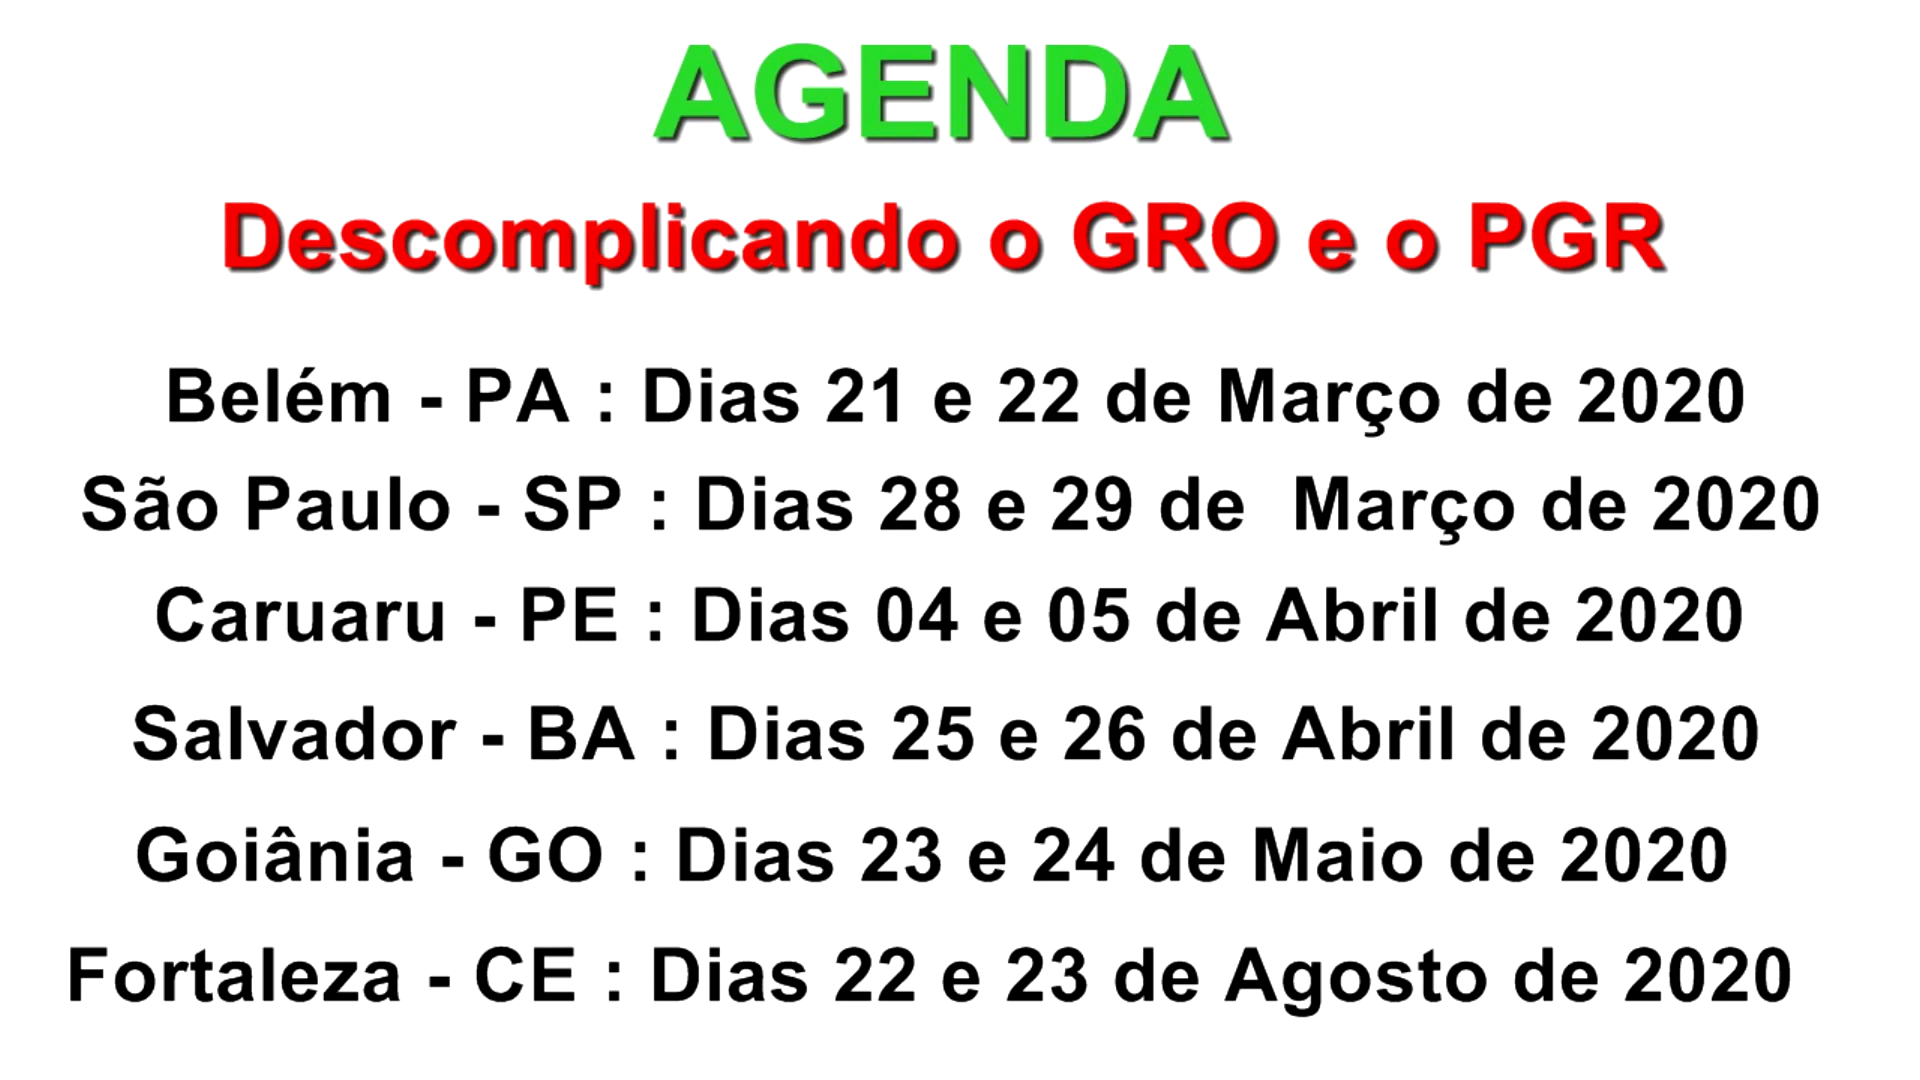 AGENDA
Descomplicando o GRO e o PGR
Belém - PA : Dias 21 e 22 de Março de 2020
São Paulo - SP : Dias 28 e 29 de  Março de 2020
Caruaru - PE : Dias 04 e 05 de Abril de 2020
Salvador - BA : Dias 25 e 26 de Abril de 2020
Goiânia - GO : Dias 23 e 24 de Maio de 2020
Fortaleza - CE : Dias 22 e 23 de Agosto de 2020